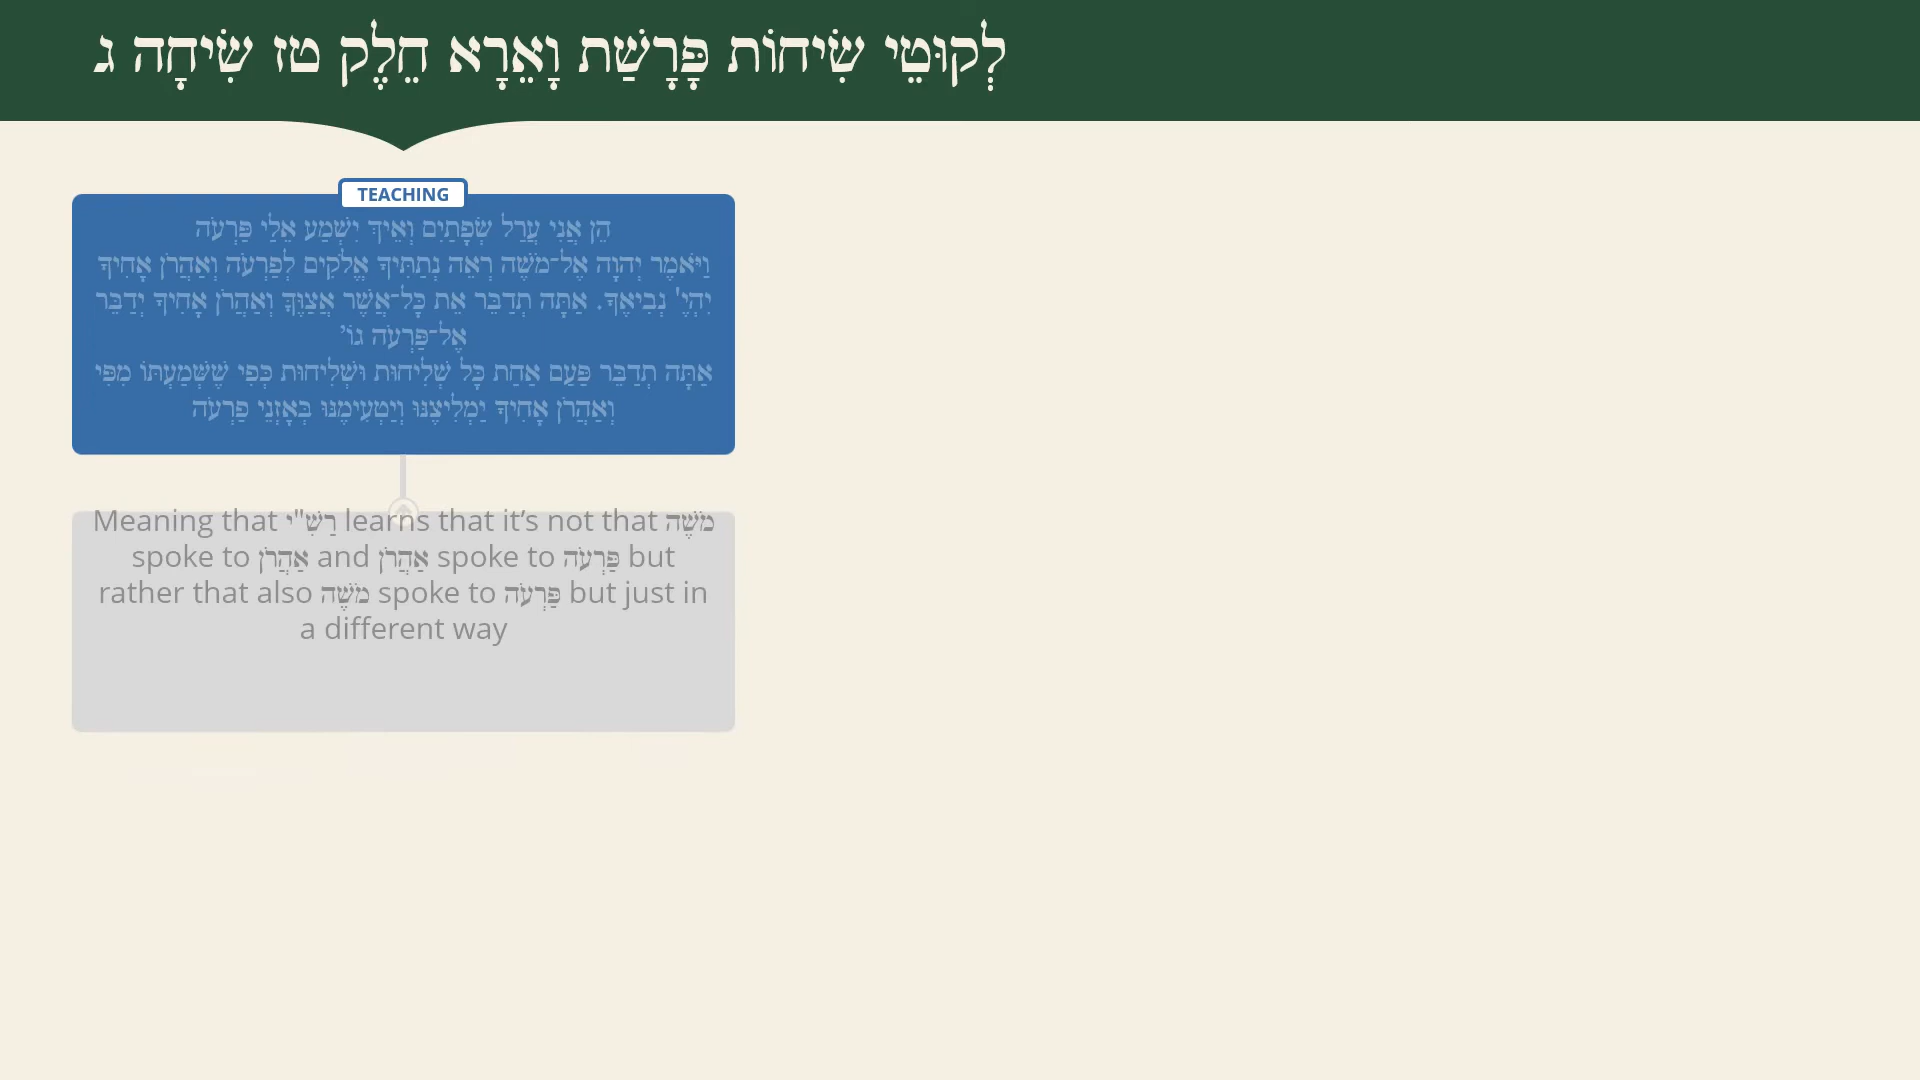 לְקוּטֵי שִׂיחוֹת פָּרָשַׁת וָאֵרָא חֵלֶק טז שִׂיחָה ג
TEACHING
הֵן אֲנִי עֲרַל שְׂפָתַיִם וְאֵיךְ יִשְׁמַע אֵלַי פַּרְעֹה
וַיֹּאמֶר יְהוָה אֶל־מֹשֶׁה רְאֵה נְתַתִּיךָ אֱלֹקִים לְפַרְעֹה וְאַהֲרֹן אָחִיךָ
יִהְיֶ' נְבִיאֶךָ. אַתָּה תְדַבֵּר אֵת כָּל־אֲשֶׁר אֲצַוֶּךָּ וְאַהֲרֹן אָחִיךָ יְדַבֵּר
אֶל־פַּרְעֹה גוֹ'
אַתָּה תְדַבֵּר פַּעַם אַחַת כָּל שְׁלִיחוּת וּשְׁלִיחוּת כְּפִי שֶׁשְּׁמַעְתּוֹ מִפִּי
וְאַהֲרֹן אָחִיךָ יַמְלִיצֶנּוּ וְיַטְעִימֶנּוּ בְּאָזְנֵי פַרְעֹה
Meaning that רַשִׁ"י learns that it’s not that מֹשֶׁה
spoke to אַהֲרֹן and אַהֲרֹן spoke to פַּרְעֹה but
rather that also מֹשֶׁה spoke to פַּרְעֹה but just in
a different way